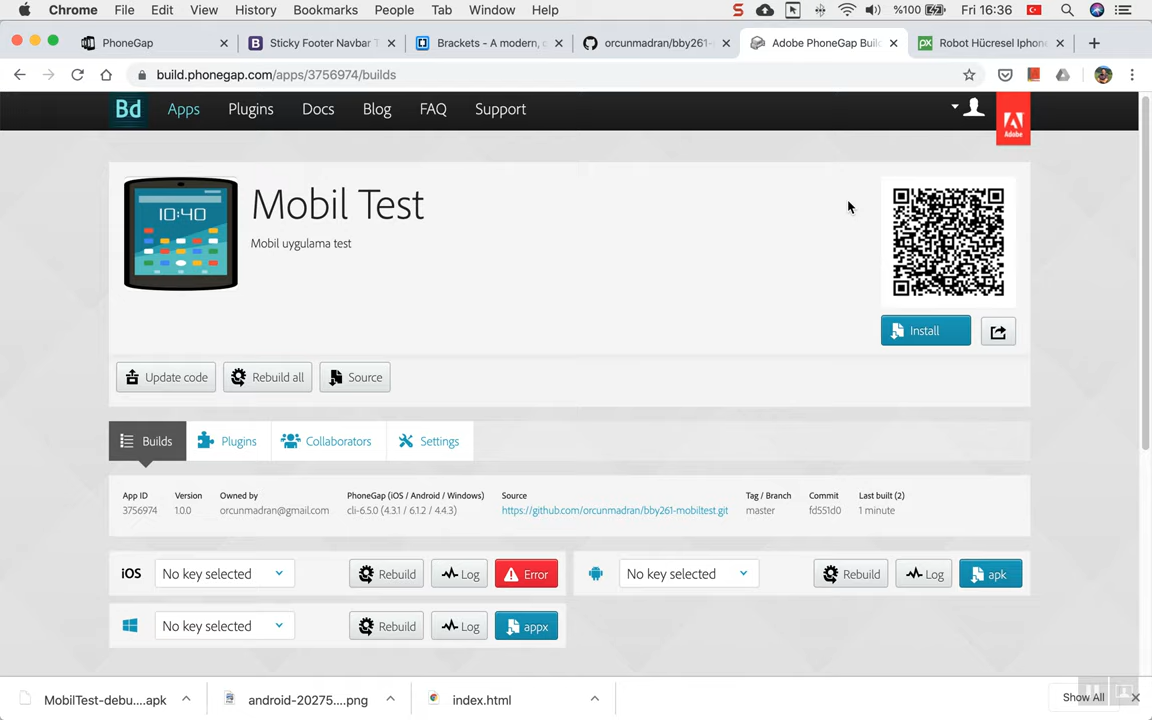 Chrome File Edit View History Bookmarks People Tab Window Help %100 Fri 16:36
PhoneGap Sticky Footer Navbar T Brackets - A modern, orcunmadran/bby261- Adobe PhoneGap Buil Robot Hücresel Iphone
build.phonegap.com/apps/3756974/builds
Bd Apps Plugins Docs Blog FAQ Support
Adobe
10:40
Mobil Test
Mobil uygulama test
Install
Update code Rebuild all Source
Builds Plugins Collaborators Settings
App ID Version Owned by PhoneGap (iOS / Android / Windows) Source Tag / Branch Commit Last built (2)
3756974 1.0.0 orcunmadran@gmail.com cli-6.5.0 (4.3.1 / 6.1.2 / 4.4.3) https://github.com/orcunmadran/bby261-mobiltest.git master fd551d0 1 minute
iOS No key selected Rebuild Log Error No key selected Rebuild Log apk
No key selected Rebuild Log appx
MobilTest-debu....apk android-20275....png index.html Show All